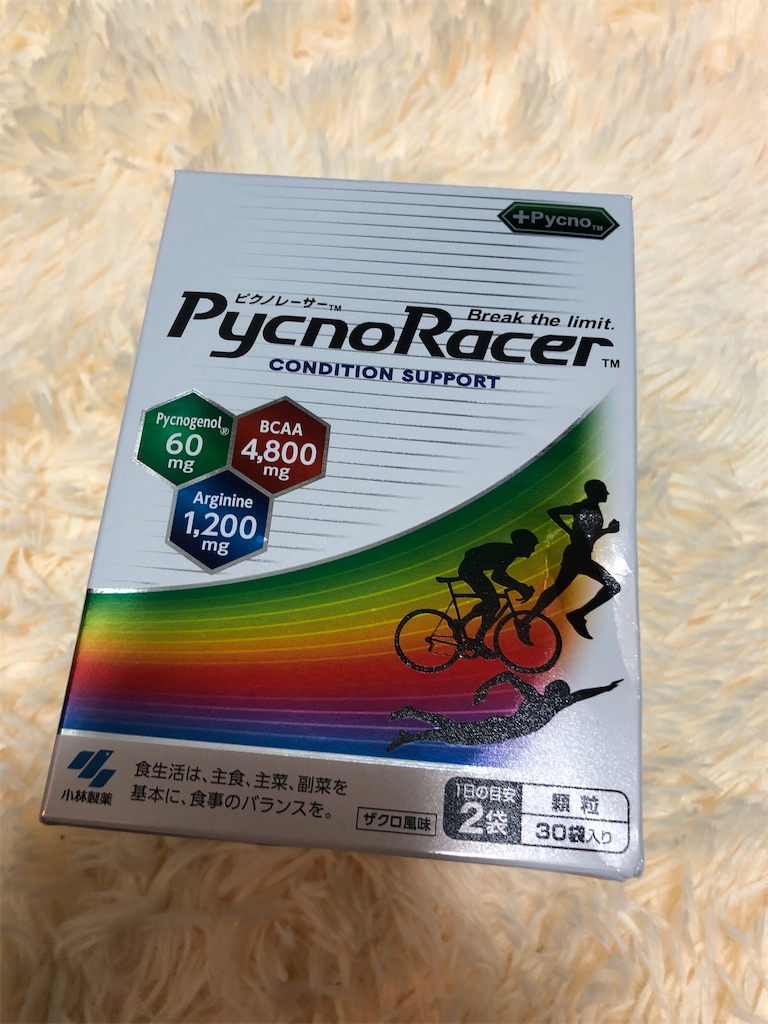 +Pycno™
ピクノレーサー™
Break the limit.
PycnoRacer™
CONDITION SUPPORT
Pycnogenol®
60
mg
BCAA
4,800
mg
Arginine
1,200
mg
小林製薬
食生活は、主食、主菜、副菜を
基本に、食事のバランスを。
ザクロ風味
1日の目安
2袋
顆粒
30袋入り